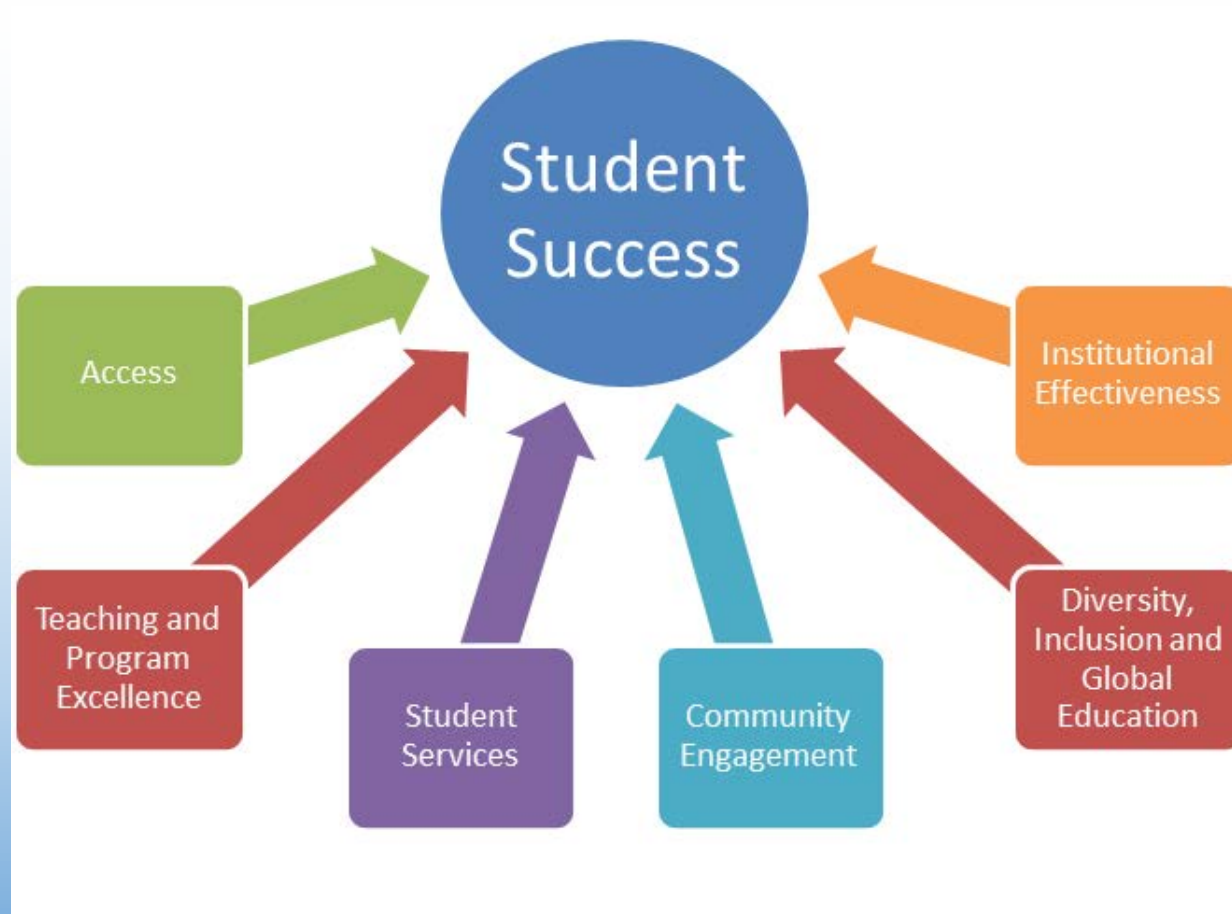 Student
Success
Access
Institutional
Effectiveness
Teaching and
Program
Excellence
Student
Services
Community
Engagement
Diversity,
Inclusion and
Global
Education